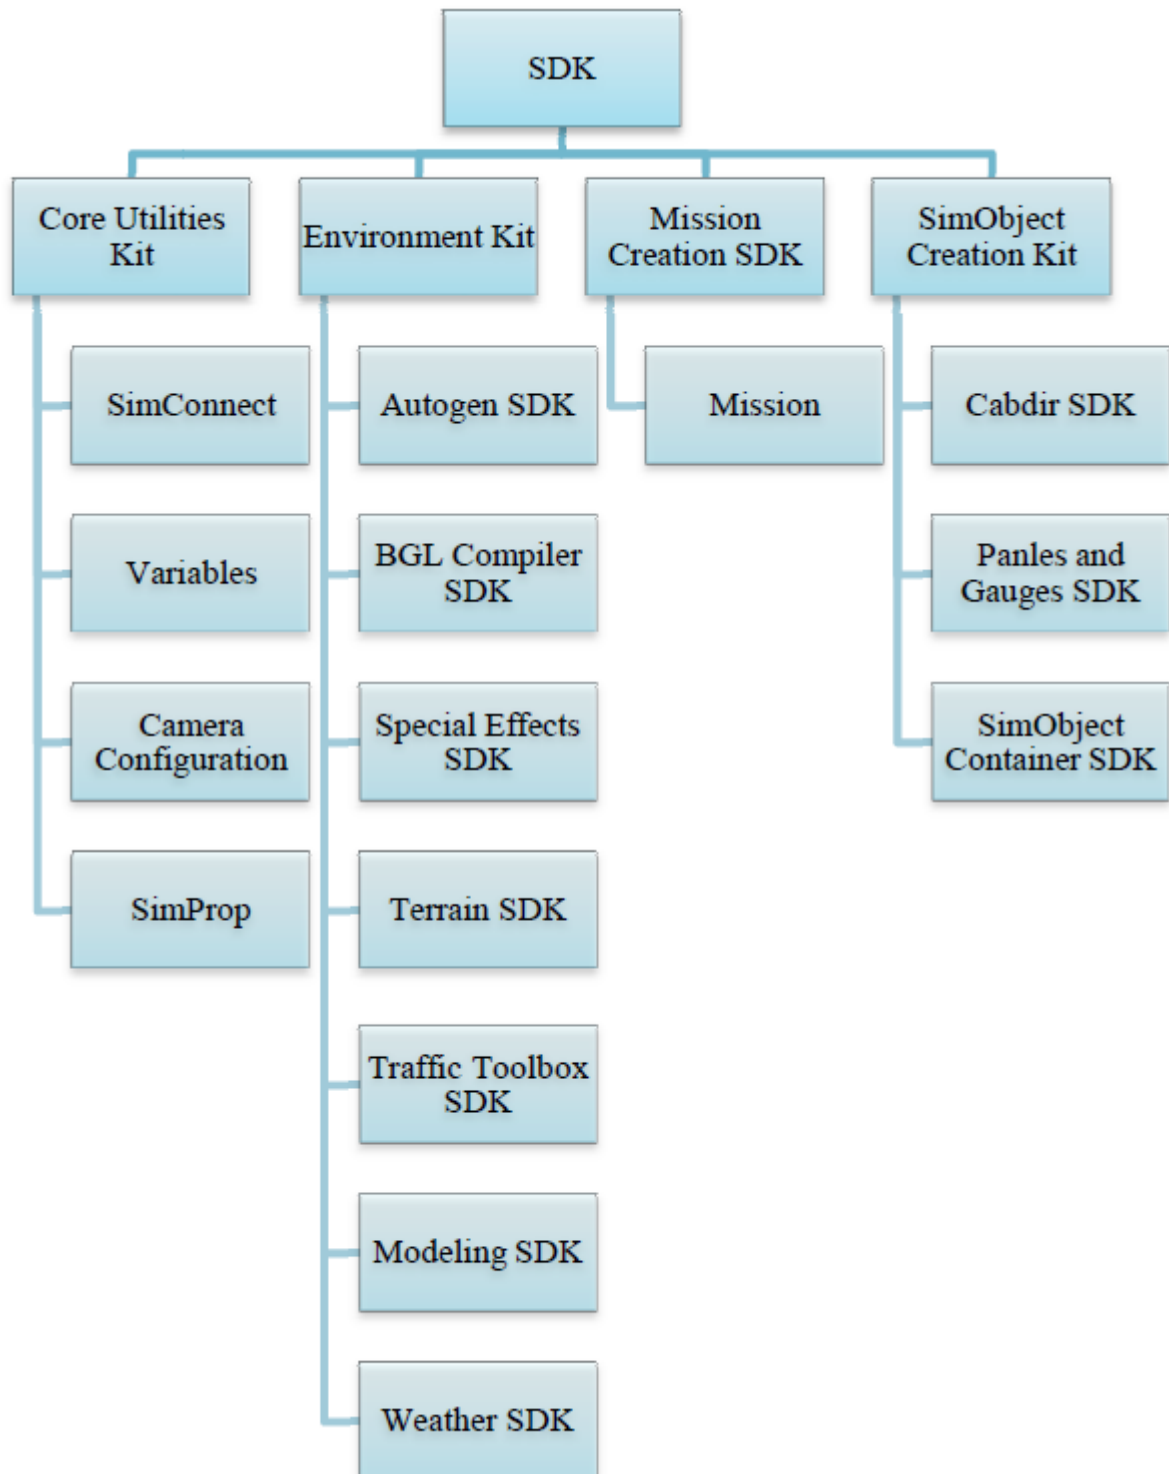 SDK
Core Utilities
Kit
Environment Kit
Mission
Creation SDK
SimObject
Creation Kit
SimConnect
Autogen SDK
Mission
Cabdir SDK
Variables
BGL Compiler
SDK
Panles and
Gauges SDK
Camera
Configuration
Special Effects
SDK
SimObject
Container SDK
SimProp
Terrain SDK
Traffic Toolbox
SDK
Modeling SDK
Weather SDK